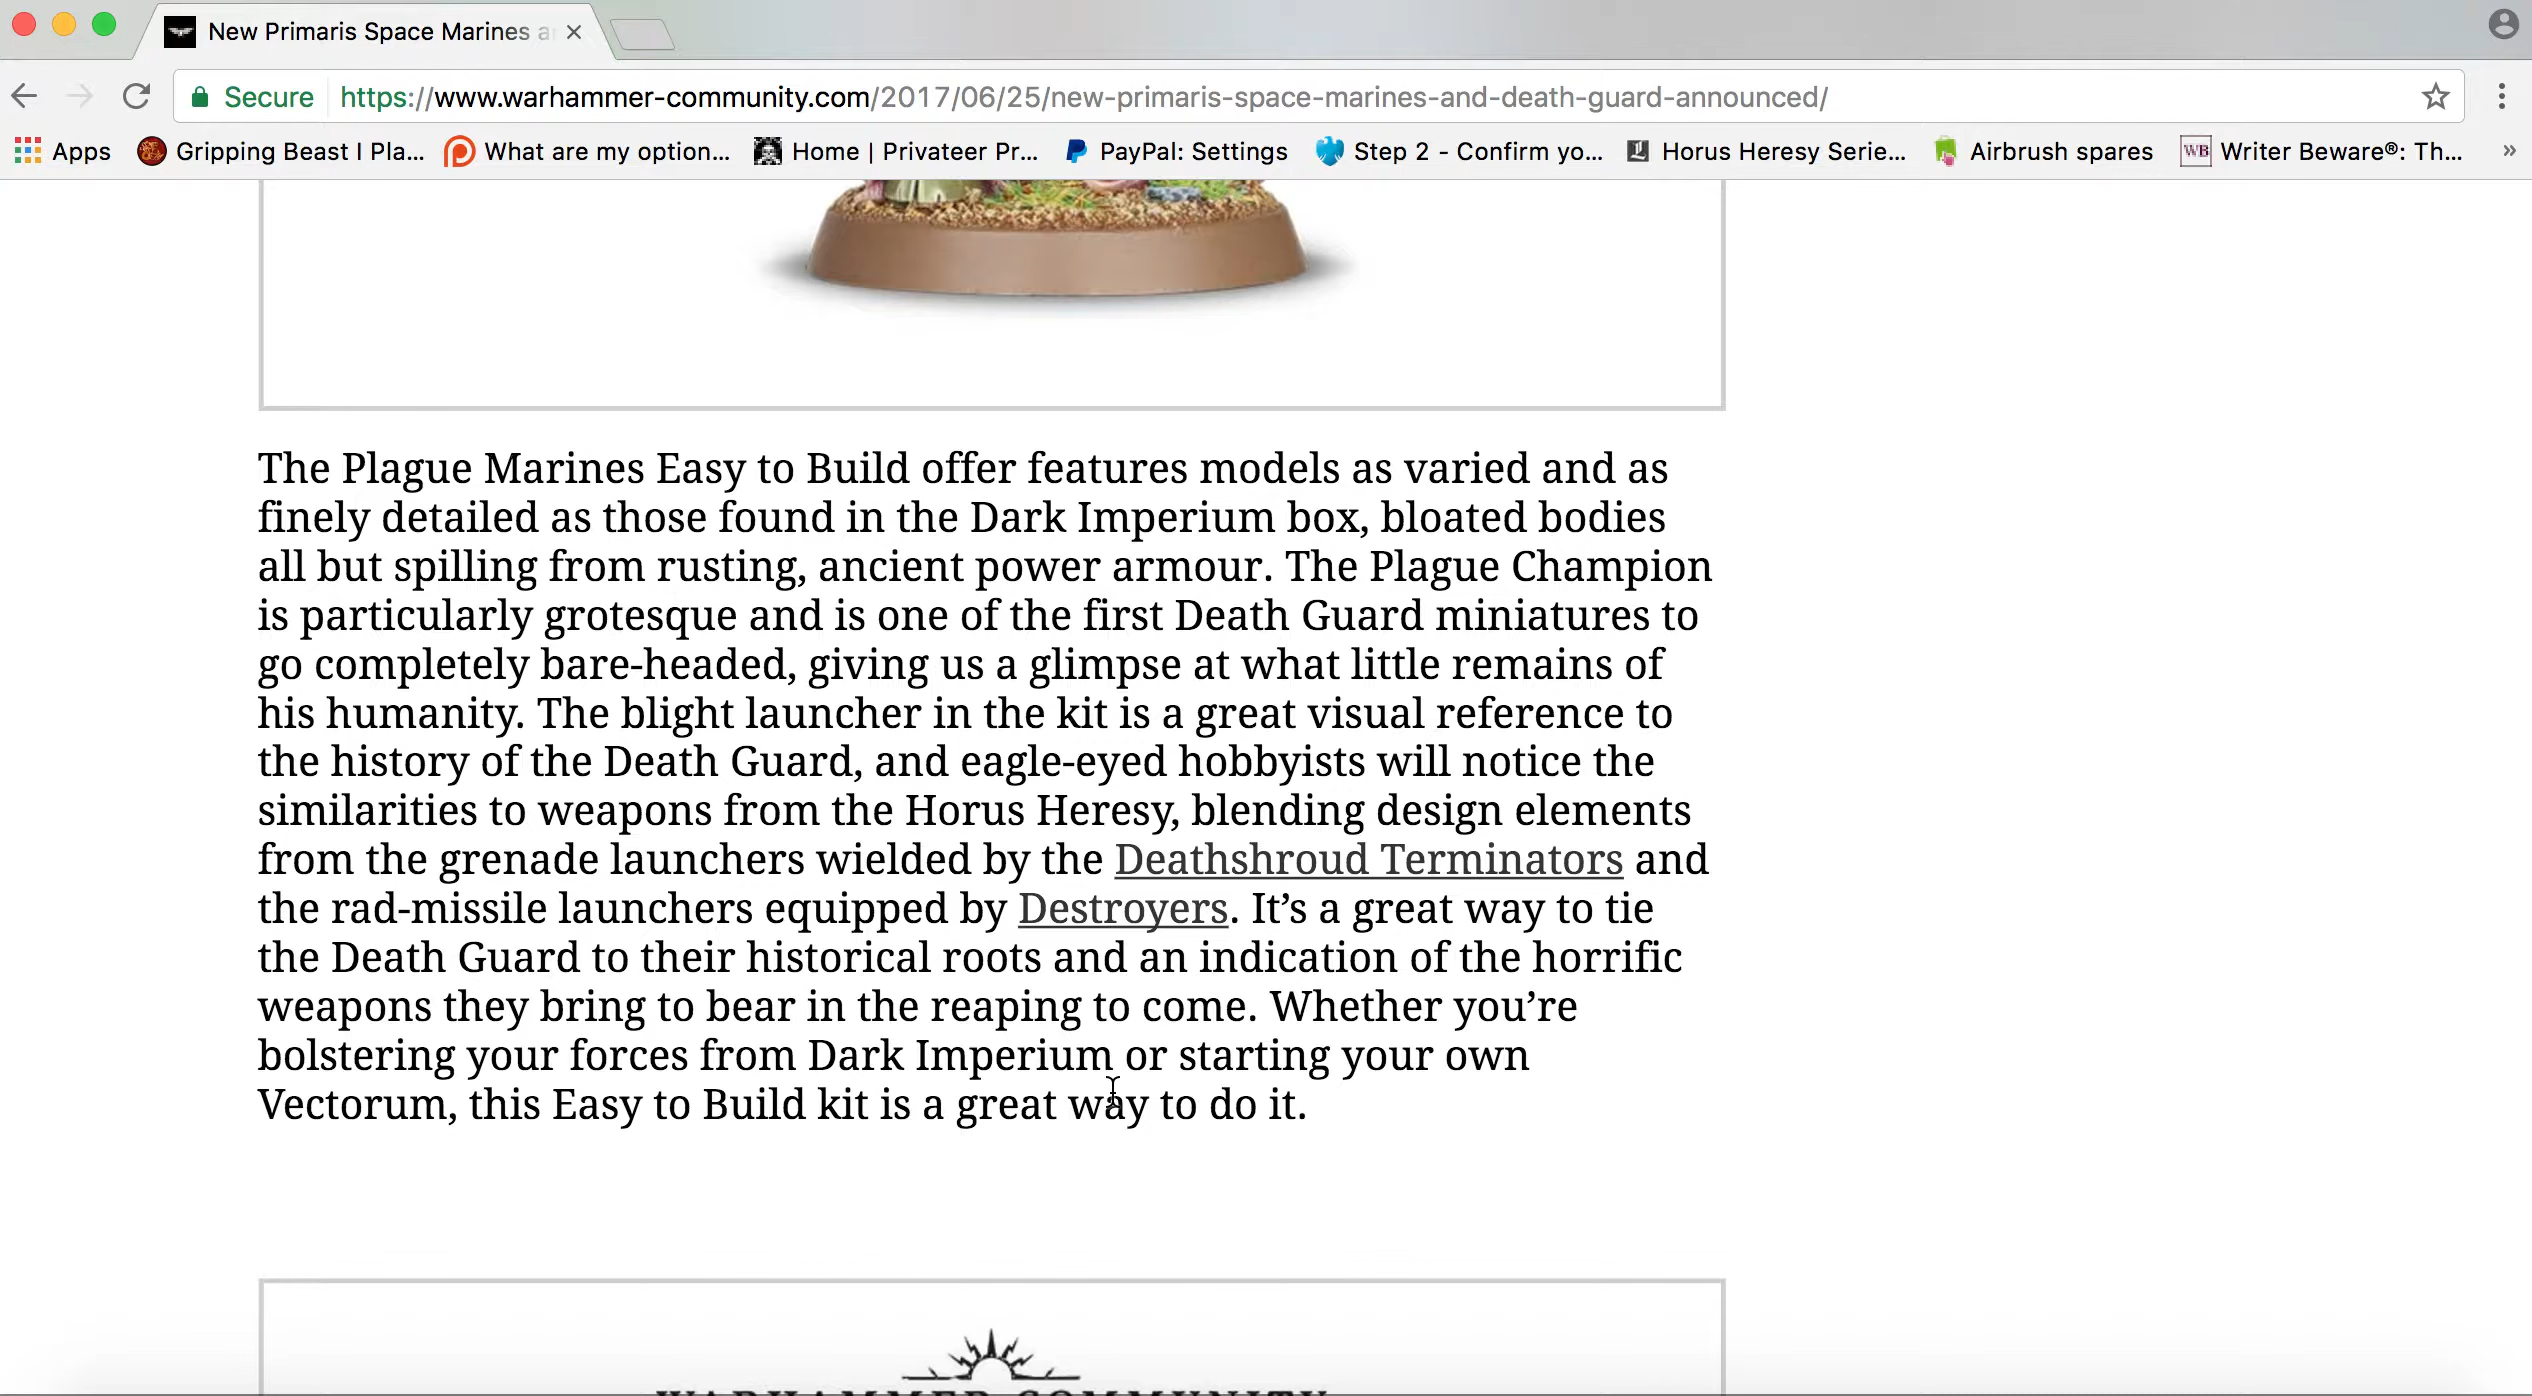 New Primaris Space Marines a
Secure https://www.warhammer-community.com/2017/06/25/new-primaris-space-marines-and-death-guard-announced/
Apps Gripping Beast I Pla... What are my option... Home | Privateer Pr... PayPal: Settings Step 2 - Confirm yo... Horus Heresy Serie... Airbrush spares WB Writer Beware®: Th... »
The Plague Marines Easy to Build offer features models as varied and as
finely detailed as those found in the Dark Imperium box, bloated bodies
all but spilling from rusting, ancient power armour. The Plague Champion
is particularly grotesque and is one of the first Death Guard miniatures to
go completely bare-headed, giving us a glimpse at what little remains of
his humanity. The blight launcher in the kit is a great visual reference to
the history of the Death Guard, and eagle-eyed hobbyists will notice the
similarities to weapons from the Horus Heresy, blending design elements
from the grenade launchers wielded by the Deathshroud Terminators and
the rad-missile launchers equipped by Destroyers. It’s a great way to tie
the Death Guard to their historical roots and an indication of the horrific
weapons they bring to bear in the reaping to come. Whether you’re
bolstering your forces from Dark Imperium or starting your own
Vectorum, this Easy to Build kit is a great way to do it.
WARHAMMER COMMUNITY